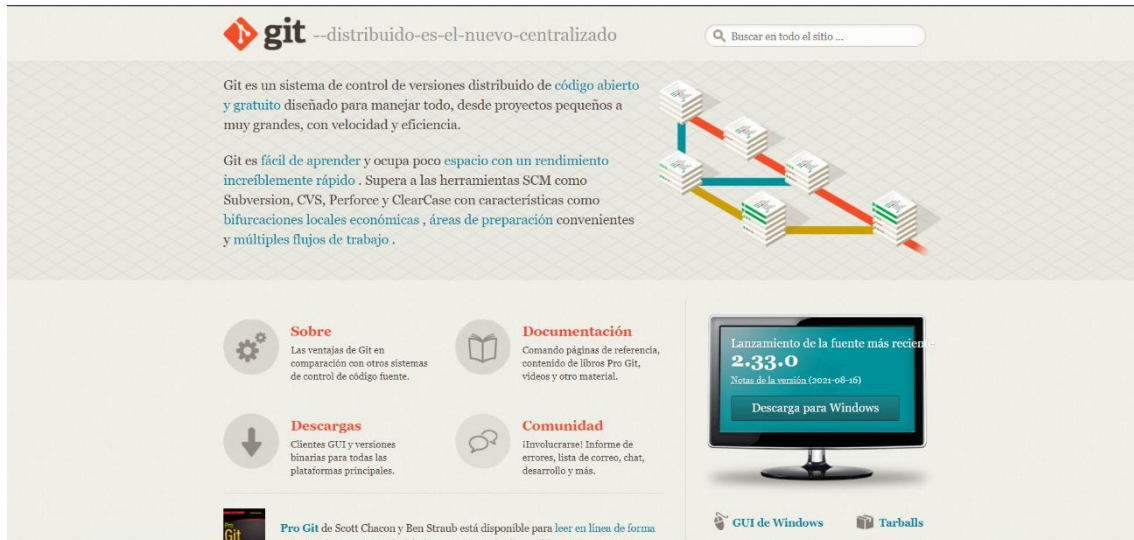 git --distribuido-es-el-nuevo-centralizado
Buscar en todo el sitio ...
Git es un sistema de control de versiones distribuido de código abierto
y gratuito diseñado para manejar todo, desde proyectos pequeños a
muy grandes, con velocidad y eficiencia.
Git es fácil de aprender y ocupa poco espacio con un rendimiento
increíblemente rápido . Supera a las herramientas SCM como
Subversion, CVS, Perforce y ClearCase con características como
bifurcaciones locales económicas , áreas de preparación convenientes
y múltiples flujos de trabajo .
Sobre
Las ventajas de Git en
comparación con otros sistemas
de control de código fuente.
Documentación
Comando páginas de referencia,
contenido de libros Pro Git,
videos y otro material.
Descargas
Clientes GUI y versiones
binarias para todas las
plataformas principales.
Comunidad
¡Involucrarse! Informe de
errores, lista de correo, chat,
desarrollo y más.
Lanzamiento de la fuente más recien
2.33.0
Notas de la versión (2021-08-16)
Descarga para Windows
GUI de Windows
Tarballs
Pro
Git
Pro Git de Scott Chacon y Ben Straub está disponible para leer en línea de forma